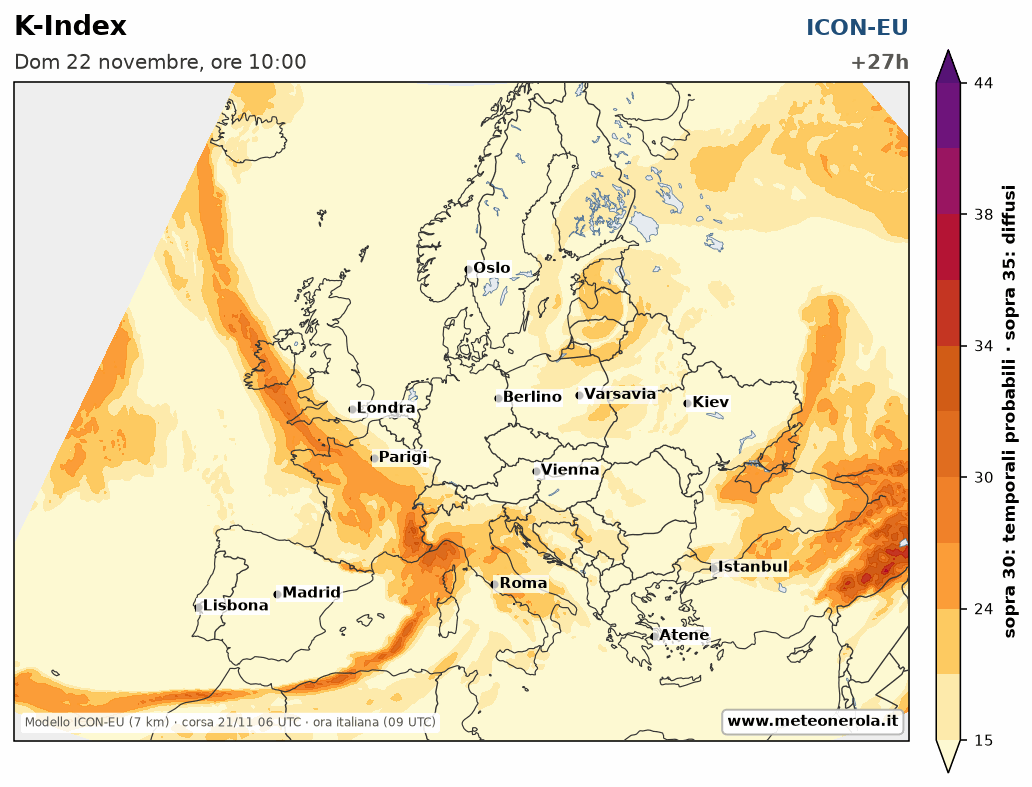 K-Index
ICON-EU
Dom 22 novembre, ore 10:00
+27h
44
38
34
30
24
15
sopra 30: temporali probabili · sopra 35: diffusi
Oslo
Berlino
Varsavia
Kiev
Londra
Parigi
Vienna
Istanbul
Roma
Madrid
Lisbona
Atene
Modello ICON-EU (7 km) · corsa 21/11 06 UTC · ora italiana (09 UTC)
www.meteonerola.it